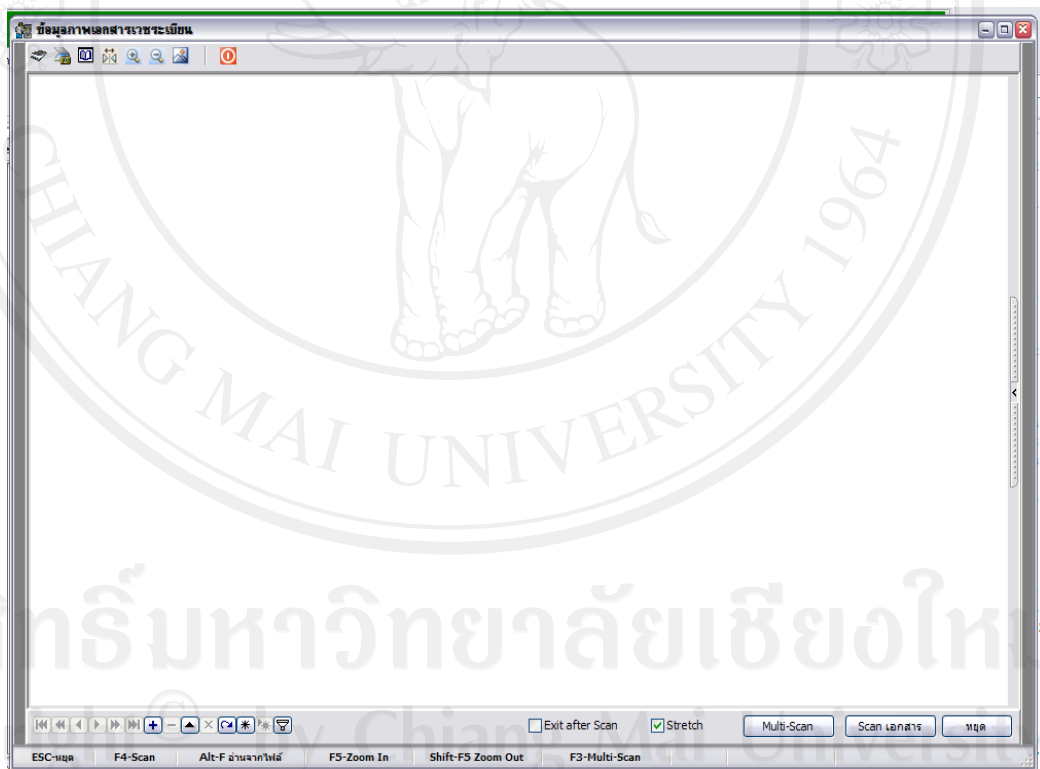 ข้อมูลภาพเอกสารเวชระเบียน
CHIANG MAI UNIVERSITY 1964
สิทธิ์มหาวิทยาลัยเชียงใหม
Exit after Scan Stretch Multi-Scan Scan เอกสาร หยุด
by Chiang Mai Universit
ESC-หยุด F4-Scan Alt-F อ่านจากไฟล์ F5-Zoom In Shift-F5 Zoom Out F3-Multi-Scan